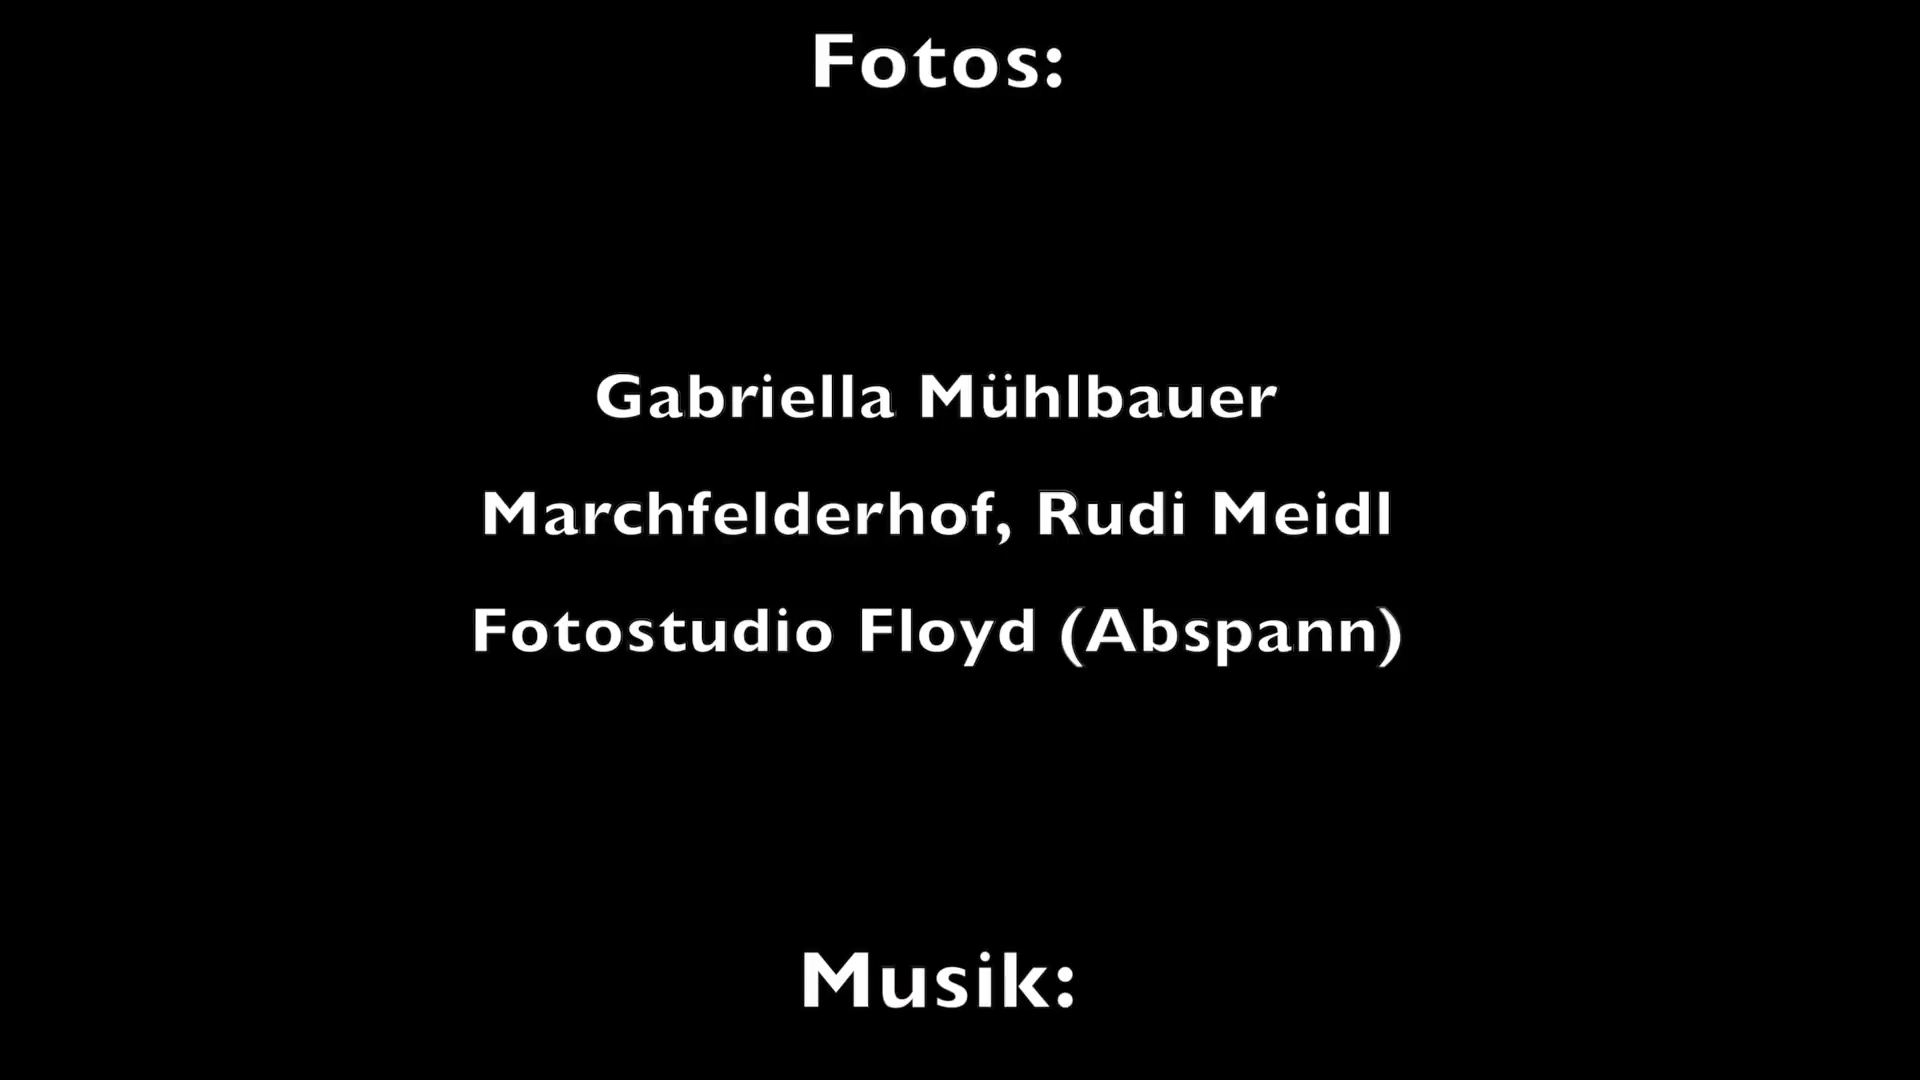 Fotos:
Gabriella Mühlbauer
Marchfelderhof, Rudi Meidl
Fotostudio Floyd (Abspann)
Musik: